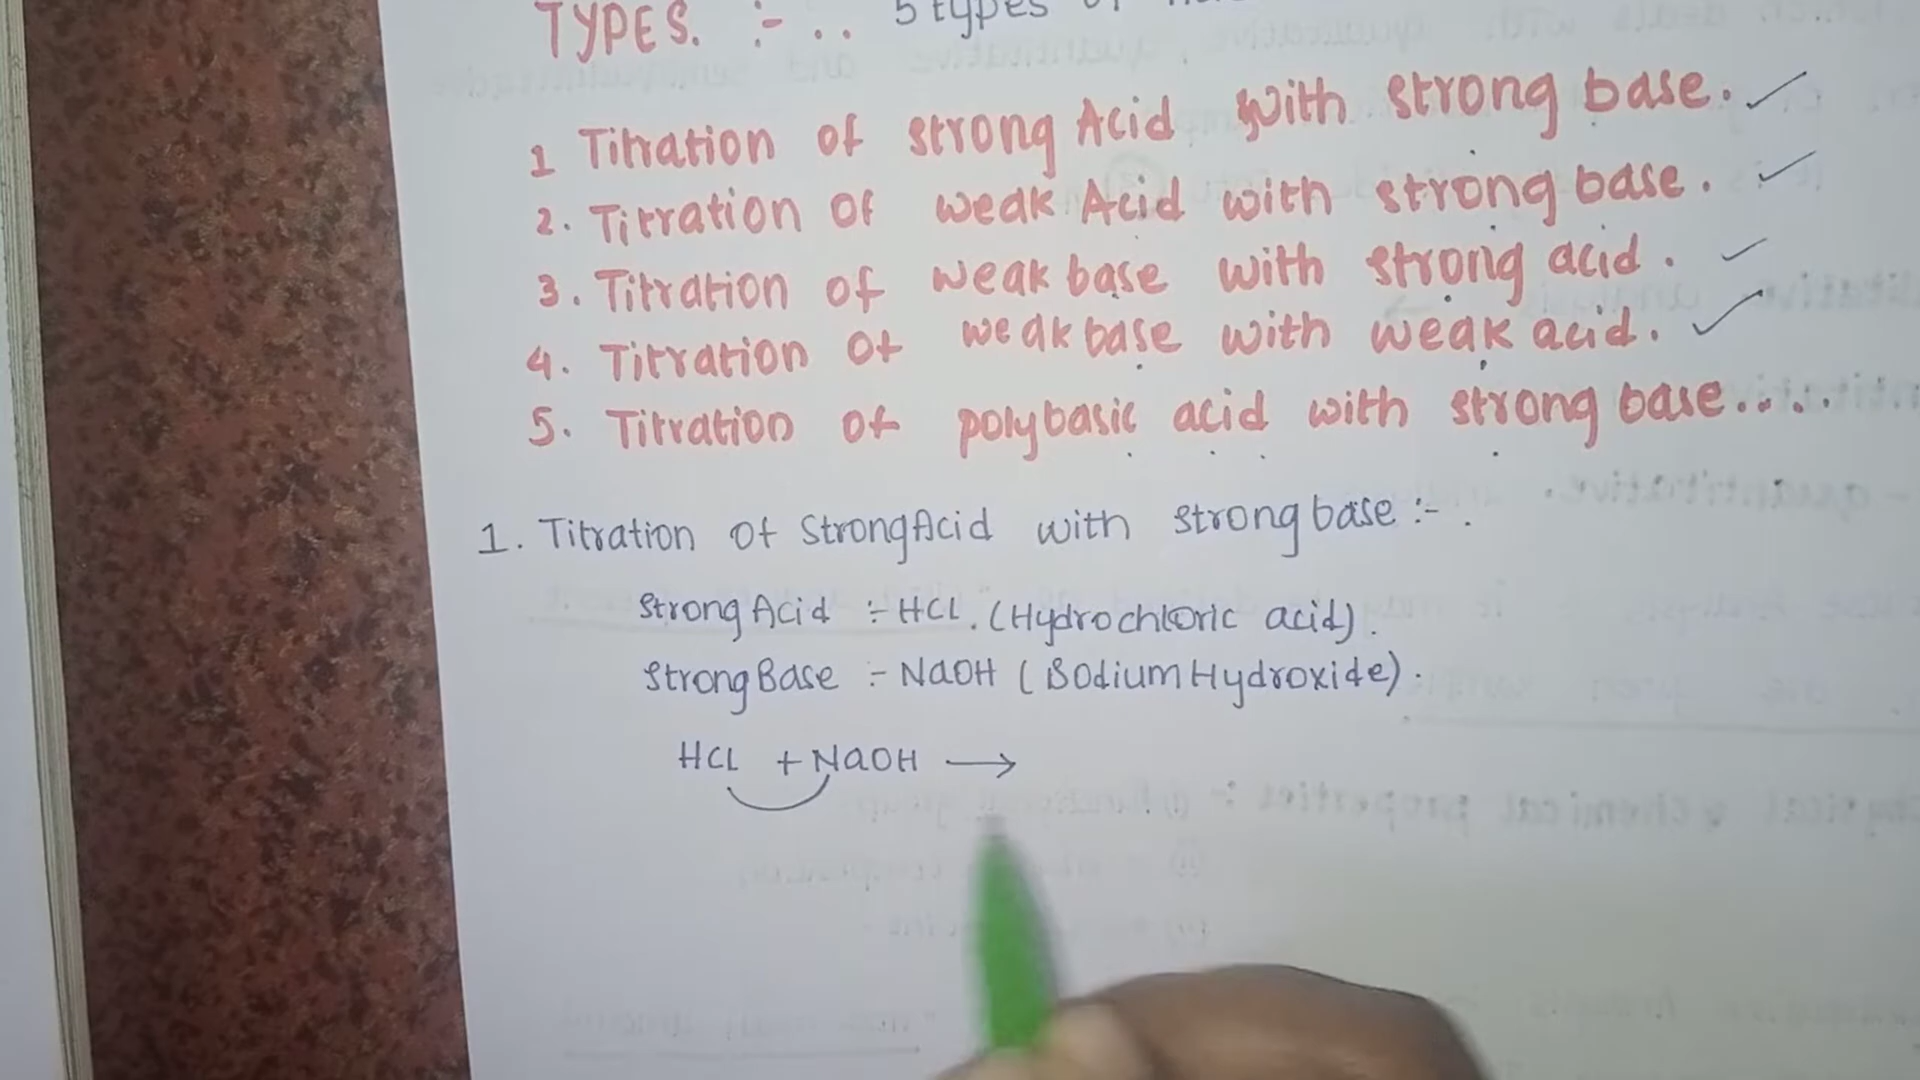 TYPES. :- .. 5 types of
1 Titration of strong Acid with strong base.
2. Titration of weak Acid with strong base.
3. Titration of weak base with strong acid.
4. Titration of weak base with weak acid.
5. Titration of polybasic acid with strong base....
1. Titration of Strong Acid with strong base :- .
Strong Acid :- HCl. (Hydrochloric acid).
Strong Base :- NaOH (Sodium Hydroxide).
HCl + NaOH →